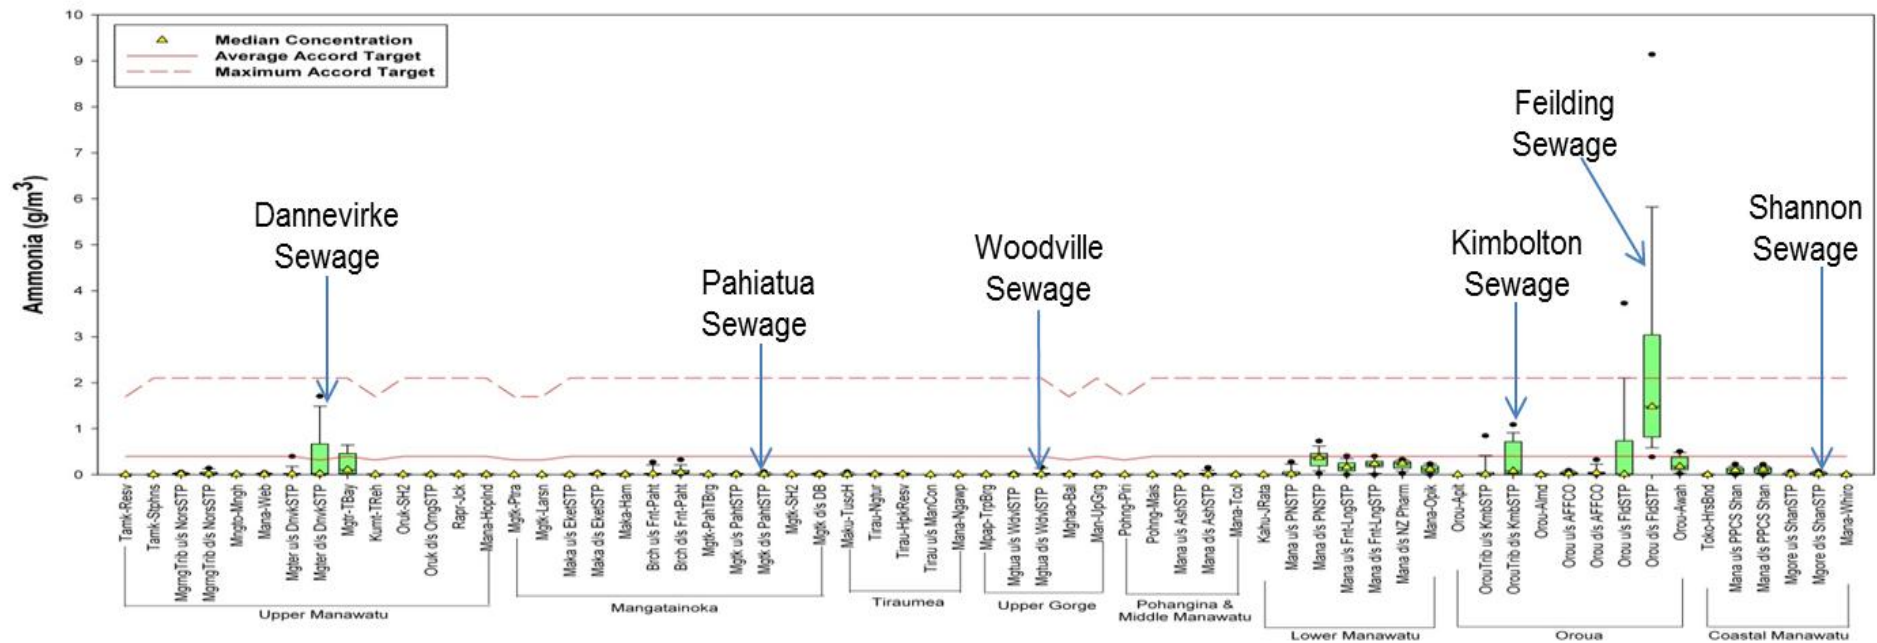 10
9
8
7
6
5
4
3
2
1
0
Ammonia (g/m³)
Median Concentration
Average Accord Target
Maximum Accord Target
Dannevirke
Sewage
Pahiatua
Sewage
Woodville
Sewage
Kimbolton
Sewage
Feilding
Sewage
Shannon
Sewage
Tamk-Resv
Tamk-Stphns
MgrngTrib u/s NorsSTP
MgrngTrib d/s NorsSTP
Mngto-Mngh
Mana-Web
Mgter u/s DnvkSTP
Mgter d/s DnvkSTP
Mgtr-TBay
Kumt-TReh
Oruk-SH2
Oruk d/s OrngSTP
Rapr-Jck
Mana-Hoplnd
Mgtk-Ptra
Mgtk-Larsn
Maka u/s EketSTP
Maka d/s EketSTP
Maka-Ham
Brch u/s Fnt-Paht
Brch d/s Fnt-Paht
Mgtk-PahTBrg
Mgtk u/s PahtSTP
Mgtk d/s PahtSTP
Mgtk-SH2
Mgtk d/s DB
Maku-TuscH
Tirau-Ngtur
Tirau-HpkResv
Tirau u/s ManCon
Mana-Ngawp
Mpap-TrpBrg
Mgtua u/s WdvlSTP
Mgtua d/s WdvlSTP
Mghao-Bal
Man-UpGrg
Pohng-Piri
Pohng-Mais
Mana u/s AshSTP
Mana d/s AshSTP
Mana-Tcol
Kahu-JRata
Mana u/s PNSTP
Mana d/s PNSTP
Mana u/s Fnt-LngSTP
Mana d/s Fnt-LngSTP
Mana d/s NZ Pharm
Mana-Opik
Orou-Apit
OrouTrib u/s KmbSTP
OrouTrib d/s KmbSTP
Orou-Almd
Orou u/s AFFCO
Orou d/s AFFCO
Orou u/s FldSTP
Orou d/s FldSTP
Orou-Awah
Toko-HrsBnd
Mana u/s PPCS Shan
Mana d/s PPCS Shan
Mgore u/s ShanSTP
Mgore d/s ShanSTP
Mana-Whiro
Upper Manawatu
Mangatainoka
Tiraumea
Upper Gorge
Pohangina &
Middle Manawatu
Lower Manawatu
Oroua
Coastal Manawatu